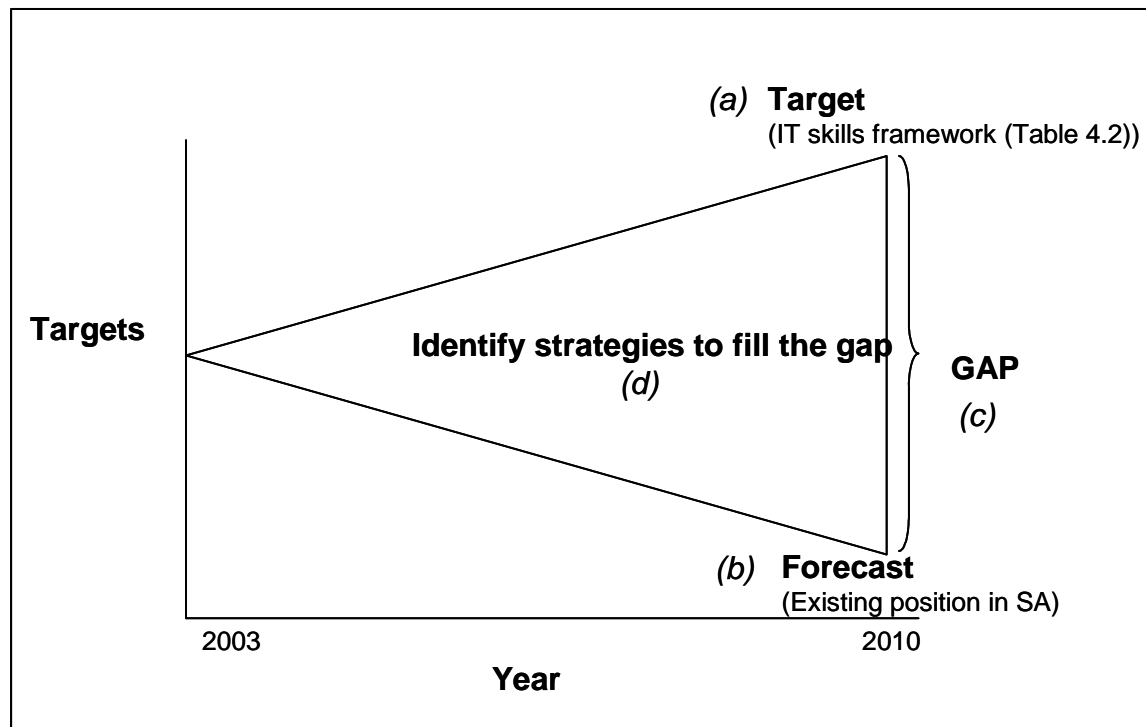 (a) Target
(IT skills framework (Table 4.2))
Targets
Identify strategies to fill the gap
(d)
GAP
(c)
(b) Forecast
(Existing position in SA)
2003
2010
Year